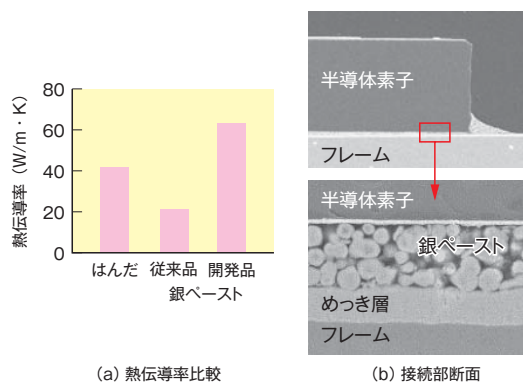 熱伝導率(W/m・K)
80
60
40
20
0
はんだ 従来品 開発品
銀ペースト
(a)熱伝導率比較
半導体素子
フレーム
半導体素子
銀ペースト
めっき層
フレーム
(b)接続部断面